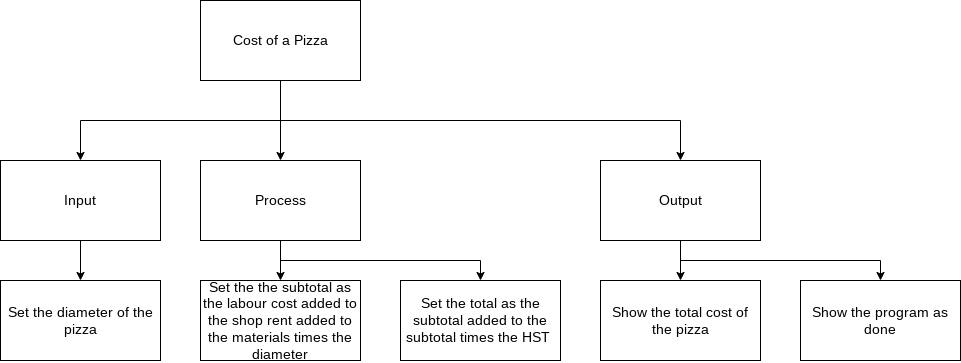 Cost of a Pizza
Input
Process
Output
Set the diameter of the
pizza
Set the the subtotal as
the labour cost added to
the shop rent added to
the materials times the
diameter
Set the total as the
subtotal added to the
subtotal times the HST
Show the total cost of
the pizza
Show the program as
done